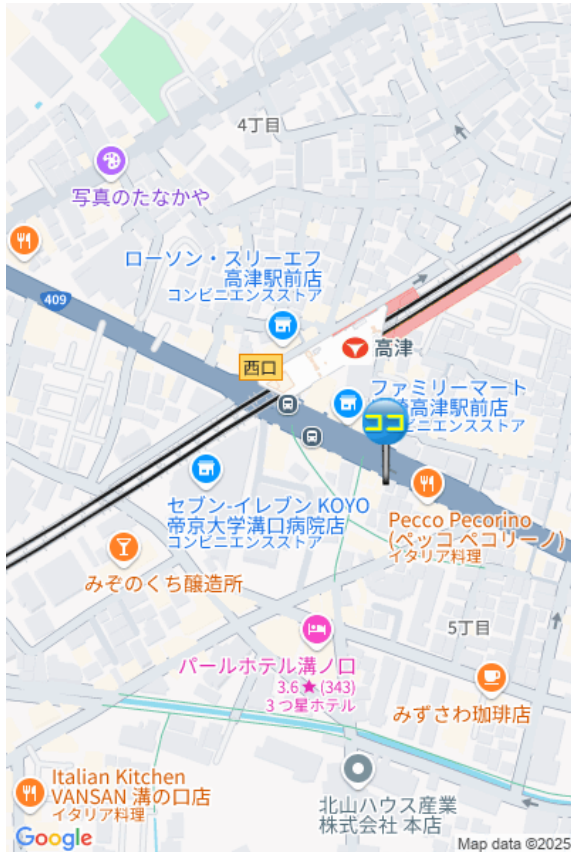 4丁目
写真のたなかや
ローソン・スリーエフ
高津駅前店
コンビニエンスストア
409
高津
西口
ファミリーマート
高津駅前店
ビニエンスストア
ココ
セブン-イレブン KOYO
帝京大学溝口病院店
コンビニエンスストア
Pecco Pecorino
(ペッコ ペコリーノ)
イタリア料理
みぞのくち醸造所
5丁目
パールホテル溝ノ口
3.6★(343)
3 つ星ホテル
みずさわ珈琲店
Italian Kitchen
VANSAN 溝の口店
イタリア料理
北山ハウス産業
株式会社 本店
Google
Map data ©2025